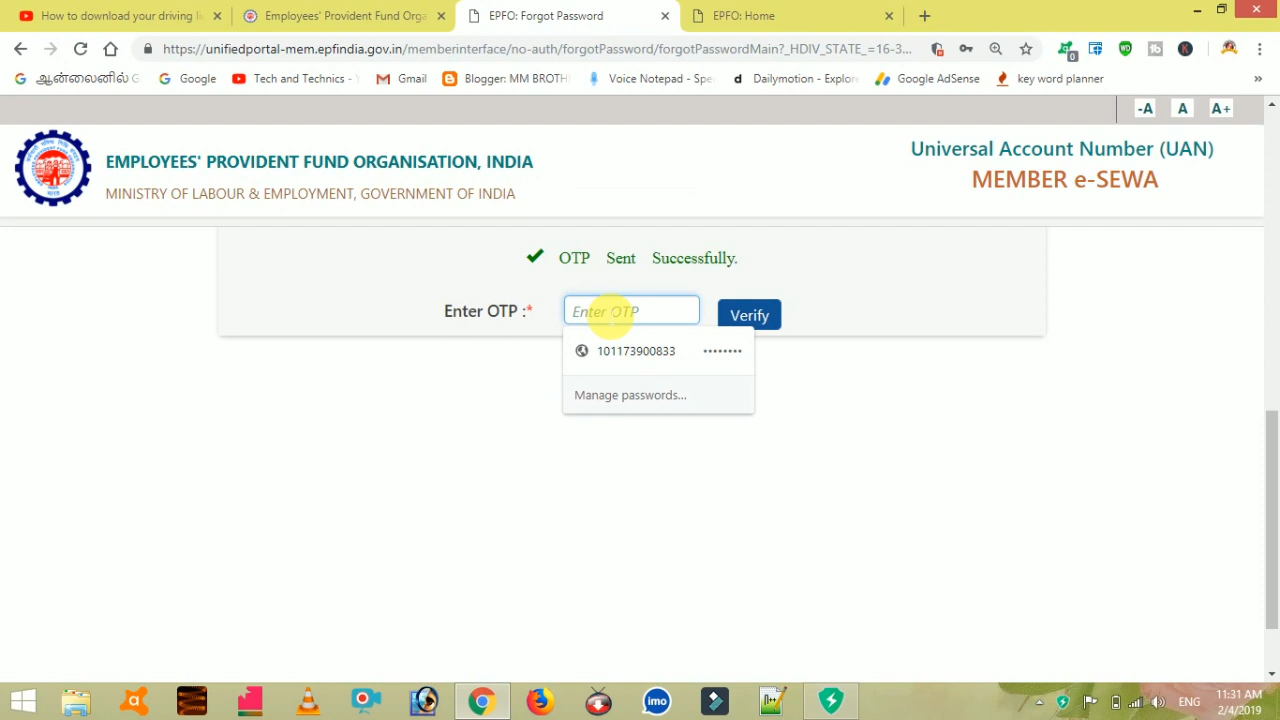 How to download your driving li
Employees' Provident Fund Orga
EPFO: Forgot Password
EPFO: Home
https://unifiedportal-mem.epfindia.gov.in/memberinterface/no-auth/forgotPassword/forgotPasswordMain?_HDIV_STATE_=16-3...
0
WD
K
ஆன்லைனில் G
Google
Tech and Technics - Y
Gmail
Blogger: MM BROTH
Voice Notepad - Spe
Dailymotion - Explor
Google AdSense
key word planner
»
-A
A
A+
EMPLOYEES' PROVIDENT FUND ORGANISATION, INDIA
MINISTRY OF LABOUR & EMPLOYMENT, GOVERNMENT OF INDIA
Universal Account Number (UAN)
MEMBER e-SEWA
OTP Sent Successfully.
Enter OTP :*
Enter OTP
Verify
101173900833 ••••••••
Manage passwords...
imo
ENG
11:31 AM
2/4/2019